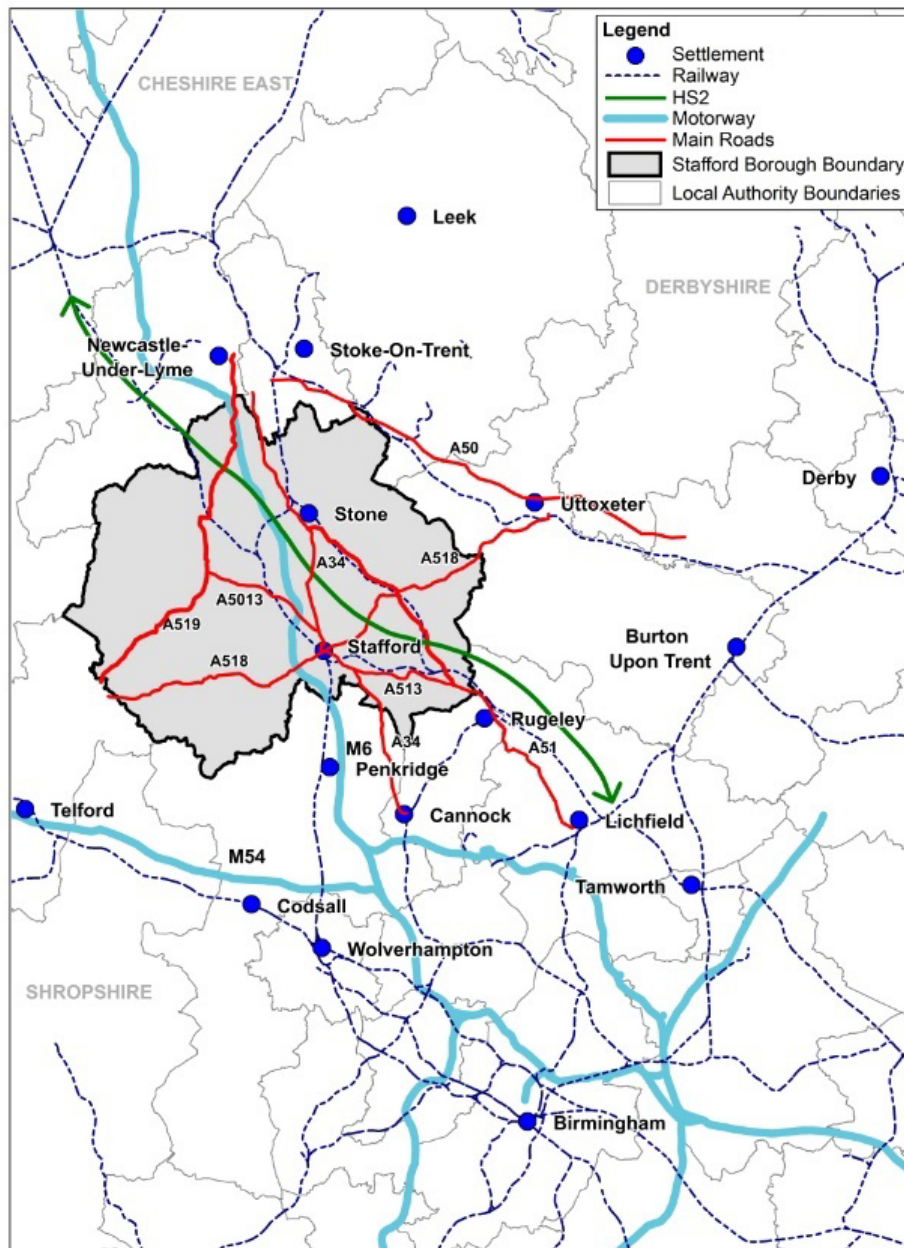 Legend
Settlement
Railway
HS2
Motorway
Main Roads
Stafford Borough Boundary
Local Authority Boundaries
CHESHIRE EAST
Leek
DERBYSHIRE
Newcastle-
Under-Lyme
Stoke-On-Trent
A50
Derby
Uttoxeter
Stone
A518
A34
A5013
A519
Stafford
Burton
Upon Trent
A518
A513
Rugeley
A34
A51
M6
Penkridge
Telford
Cannock
Lichfield
M54
Tamworth
Codsall
Wolverhampton
SHROPSHIRE
Birmingham